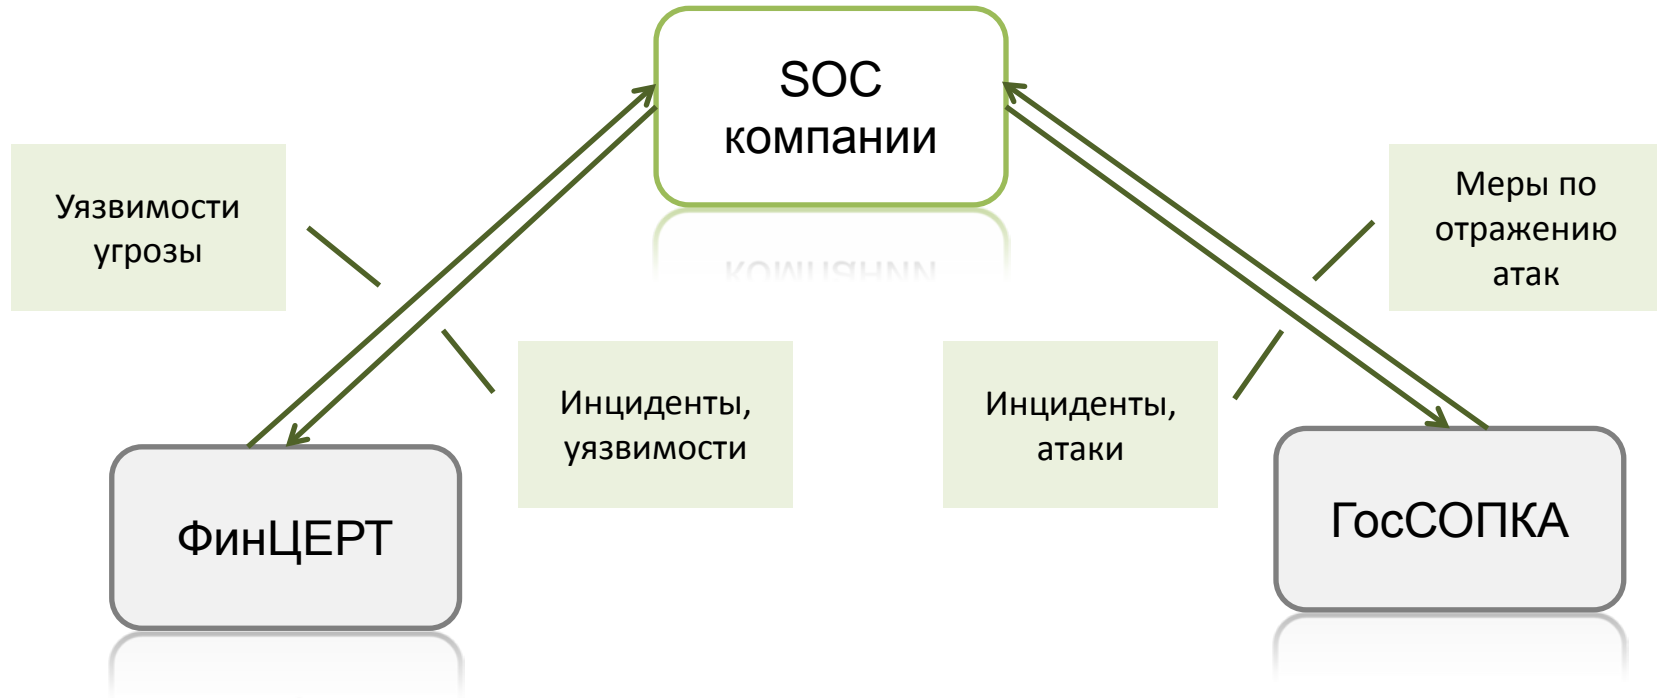 SOC
компании
Уязвимости
угрозы
Меры по
отражению
атак
Инциденты,
уязвимости
Инциденты,
атаки
ФинЦЕРТ
ГосСОПКА